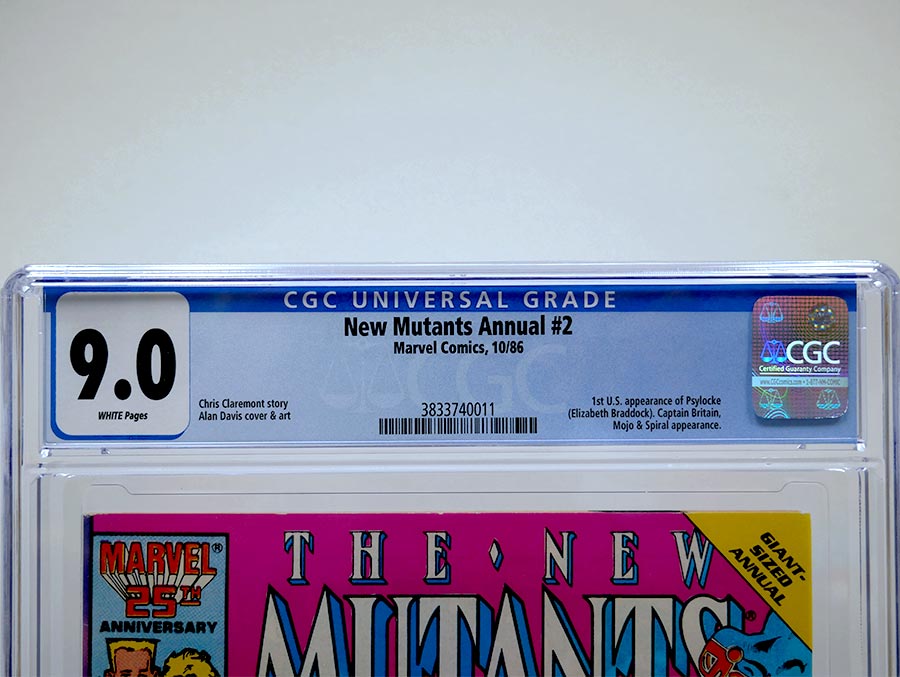 CGC UNIVERSAL GRADE
9.0
WHITE Pages
New Mutants Annual #2
Marvel Comics, 10/86
Chris Claremont story
Alan Davis cover & art
3833740011
1st U.S. appearance of Psylocke
(Elizabeth Braddock). Captain Britain,
Mojo & Spiral appearance.
CGC
Certified Guaranty Company
CGC
MARVEL®
25TH
ANNIVERSARY
THE • NEW
MUTANTS®
GIANT-
SIZED
ANNUAL